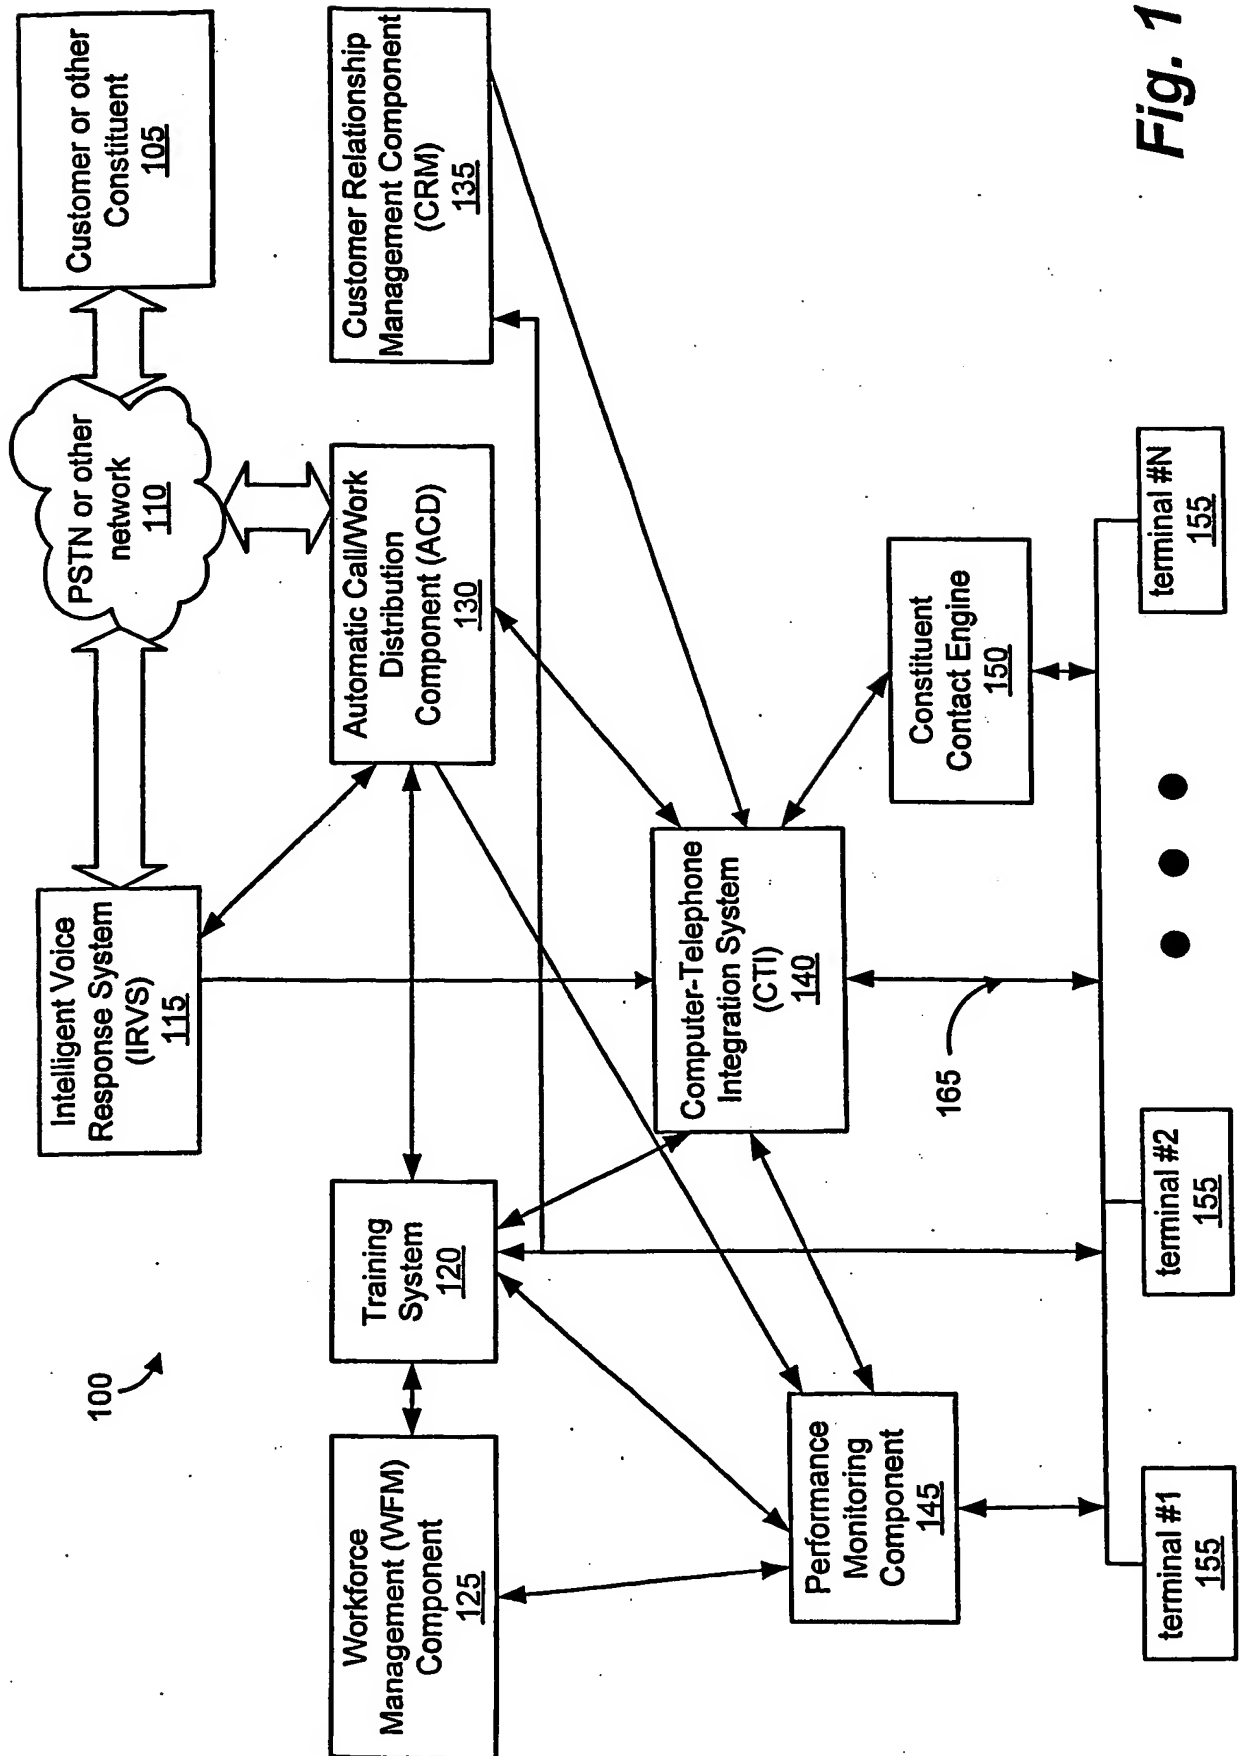 100
Customer or other
Constituent
105
PSTN or other
network
110
Intelligent Voice
Response System
(IRVS)
115
Workforce
Management (WFM)
Component
125
Training
System
120
Automatic Call/Work
Distribution
Component (ACD)
130
Customer Relationship
Management Component
(CRM)
135
Computer-Telephone
Integration System
(CTI)
140
Performance
Monitoring
Component
145
Constituent
Contact Engine
150
165
terminal #1
155
terminal #2
155
terminal #N
155
Fig. 1